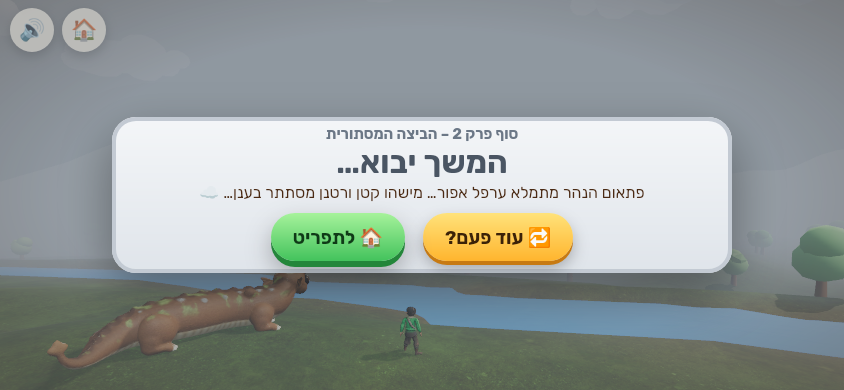 סוף פרק 2 – הביצה המסתורית
המשך יבוא...
פתאום הנהר מתמלא ערפל אפור... מישהו קטן ורטנן מסתתר בענן... ☁️
🔁 עוד פעם?
🏠 לתפריט